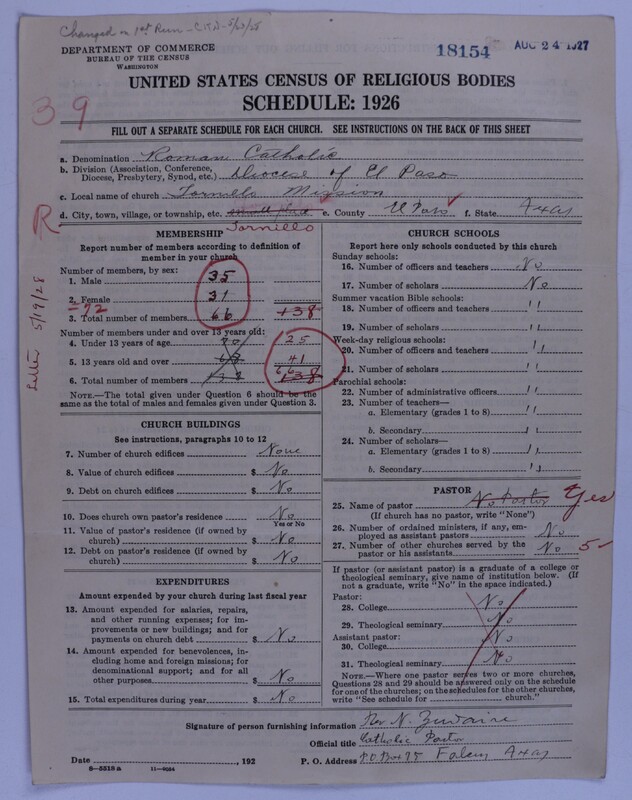 Changed on 1st Run - C.T.D. 5/23/28
DEPARTMENT OF COMMERCE
BUREAU OF THE CENSUS
WASHINGTON
18154
AUG 24 1927
UNITED STATES CENSUS OF RELIGIOUS BODIES
SCHEDULE: 1926
39
FILL OUT A SEPARATE SCHEDULE FOR EACH CHURCH. SEE INSTRUCTIONS ON THE BACK OF THIS SHEET
a. Denomination Roman Catholic
b. Division (Association, Conference, Diocese, Presbytery, Synod, etc.) Diocese of El Paso
c. Local name of church Tornillo Mission
d. City, town, village, or township, etc. e. County El Paso f. State
Tornillo
R
Letter 5/19/28
MEMBERSHIP
Report number of members according to definition of member in your church
Number of members, by sex:
1. Male 35
2. Female 31
=72
3. Total number of members 66 138
Number of members under and over 13 years old:
4. Under 13 years of age 70 25
5. 13 years old and over 68 41
6. Total number of members 138 66 138
NOTE.—The total given under Question 6 should be the same as the total of males and females given under Question 3.
CHURCH BUILDINGS
See instructions, paragraphs 10 to 12
7. Number of church edifices None
8. Value of church edifices $ No
9. Debt on church edifices $ No
10. Does church own pastor's residence No
Yes or No
11. Value of pastor's residence (if owned by church) $ No
12. Debt on pastor's residence (if owned by church) $ No
EXPENDITURES
Amount expended by your church during last fiscal year
13. Amount expended for salaries, repairs, and other running expenses; for improvements or new buildings; and for payments on church debt $ No
14. Amount expended for benevolences, including home and foreign missions; for denominational support; and for all other purposes $ No
15. Total expenditures during year $ No
CHURCH SCHOOLS
Report here only schools conducted by this church
Sunday schools:
16. Number of officers and teachers No
17. Number of scholars No
Summer vacation Bible schools:
18. Number of officers and teachers "
19. Number of scholars "
Week-day religious schools:
20. Number of officers and teachers "
21. Number of scholars "
Parochial schools:
22. Number of administrative officers "
23. Number of teachers—
a. Elementary (grades 1 to 8) "
b. Secondary "
24. Number of scholars—
a. Elementary (grades 1 to 8) "
b. Secondary "
PASTOR
25. Name of pastor No Pastor Yes
(If church has no pastor, write "None")
26. Number of ordained ministers, if any, employed as assistant pastors No
27. Number of other churches served by the pastor or his assistants No 5
If pastor (or assistant pastor) is a graduate of a college or theological seminary, give name of institution below. (If not a graduate, write "No" in the space indicated.)
Pastor:
28. College No
29. Theological seminary No
Assistant pastor:
30. College No
31. Theological seminary No
NOTE.—Where one pastor serves two or more churches, Questions 28 and 29 should be answered only on the schedule for one of the churches; on the schedules for the other churches, write "See schedule for church."
Signature of person furnishing information Rev N.
Official title Catholic Pastor
Date , 192 P. O. Address P.O Box 35 Fabens
8—5518 a 11—9094